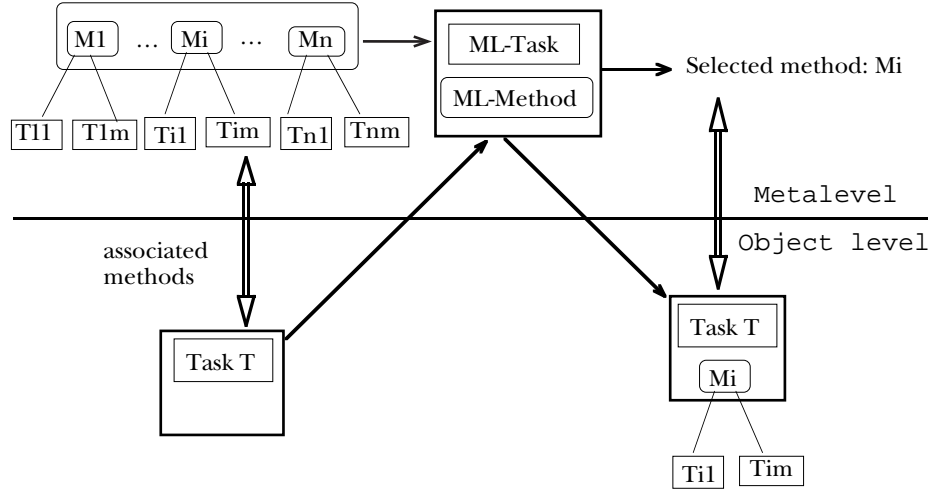 M1 ... Mi ... Mn
ML-Task
ML-Method
Selected method: Mi
T11 T1m Ti1 Tim Tn1 Tnm
Metalevel
Object level
associated
methods
Task T
Task T
Mi
Ti1 Tim